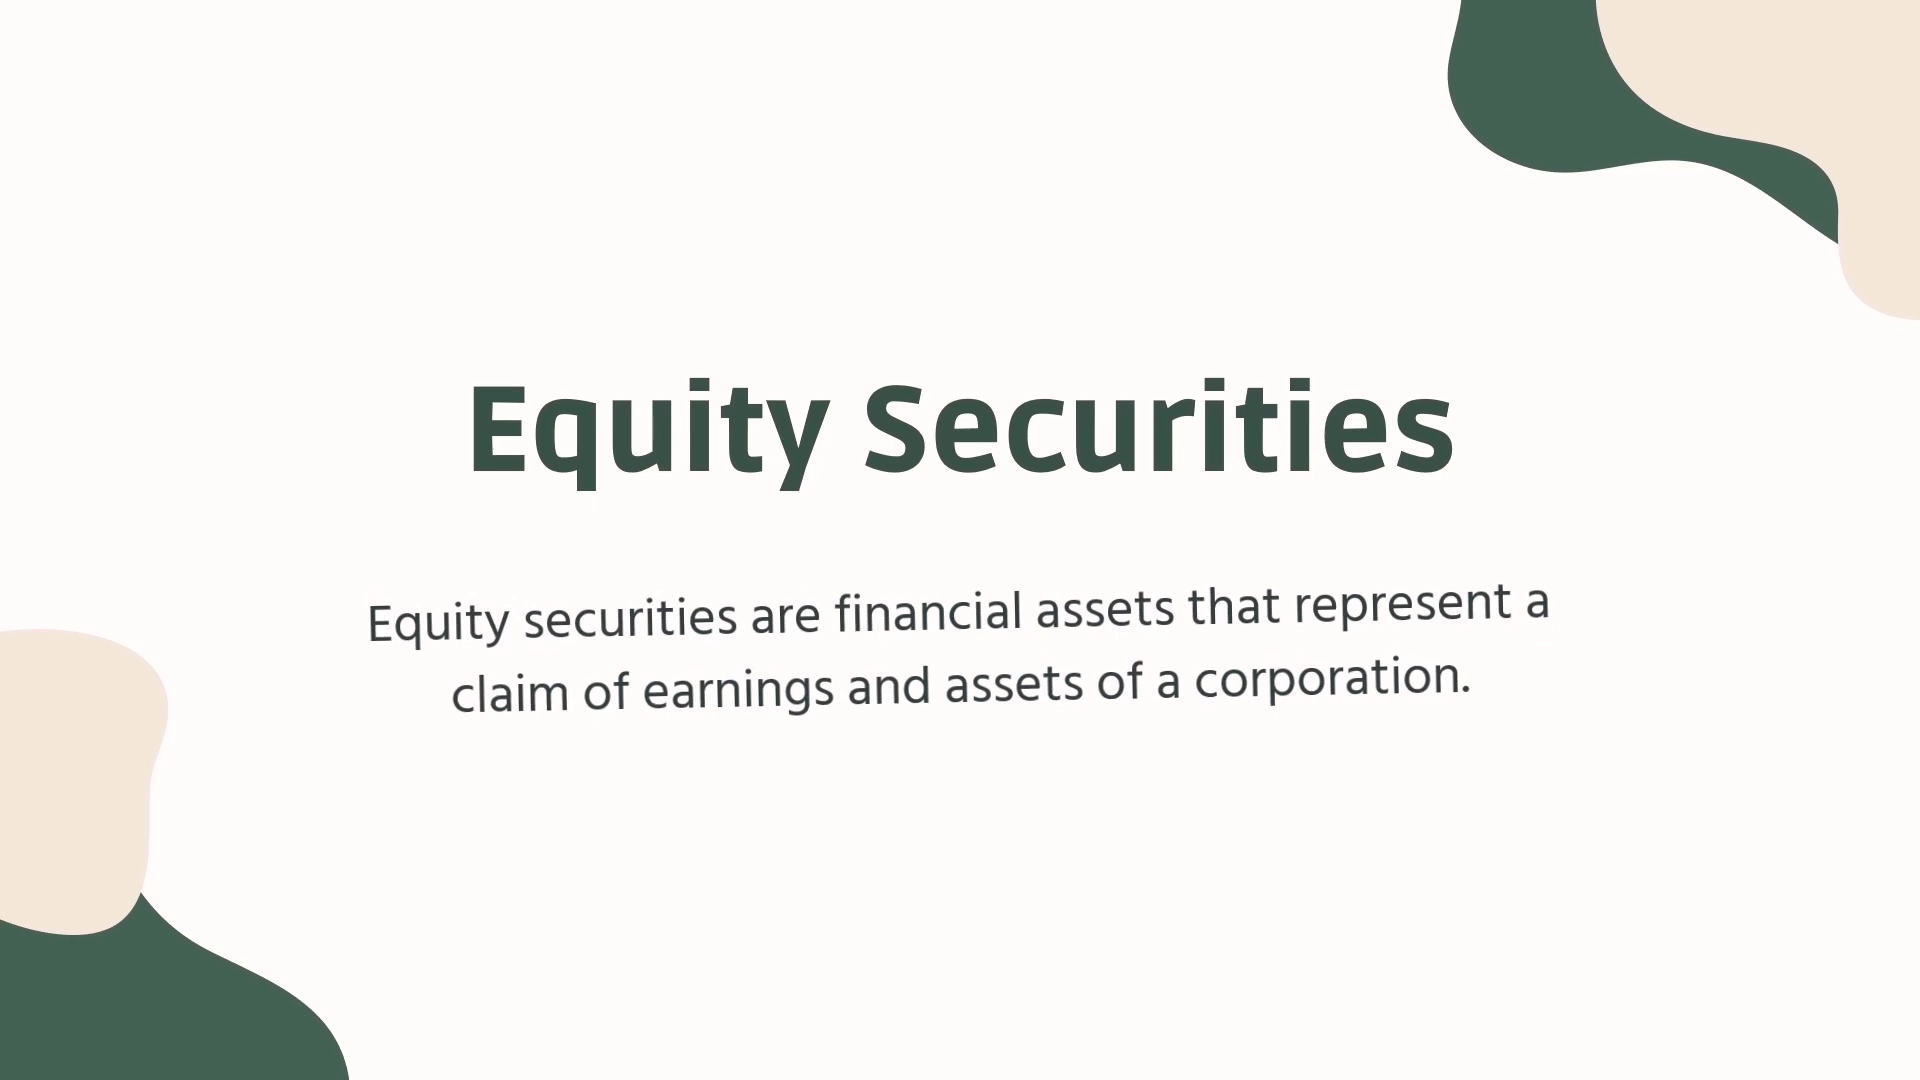 Equity Securities
Equity securities are financial assets that represent a
claim of earnings and assets of a corporation.